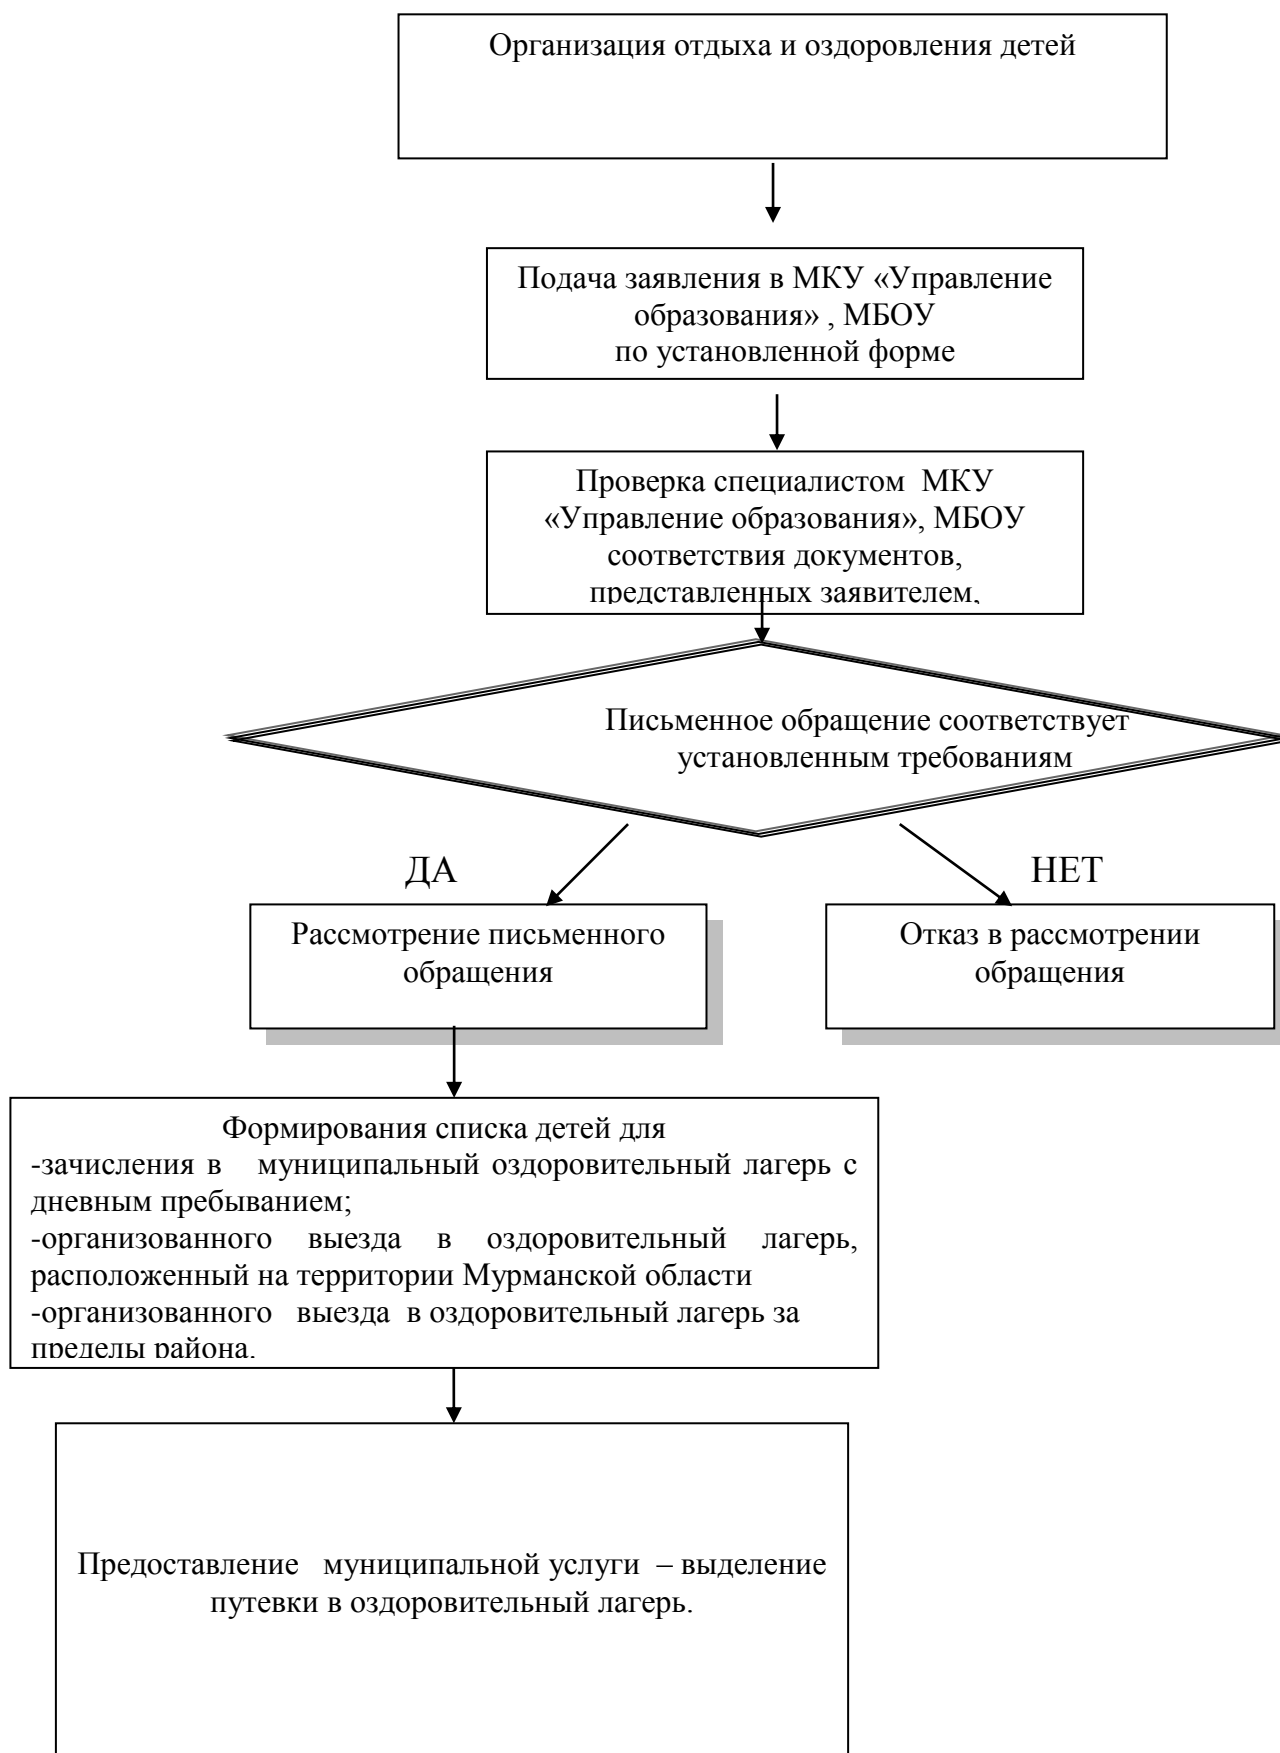 Организация отдыха и оздоровления детей
Подача заявления в МКУ «Управление
образования» , МБОУ
по установленной форме
Проверка специалистом МКУ
«Управление образования», МБОУ
соответствия документов,
представленных заявителем,
Письменное обращение соответствует
установленным требованиям
ДА
НЕТ
Рассмотрение письменного
обращения
Отказ в рассмотрении
обращения
Формирования списка детей для
-зачисления в муниципальный оздоровительный лагерь с
дневным пребыванием;
-организованного выезда в оздоровительный лагерь,
расположенный на территории Мурманской области
-организованного выезда в оздоровительный лагерь за
пределы района.
Предоставление муниципальной услуги – выделение
путевки в оздоровительный лагерь.